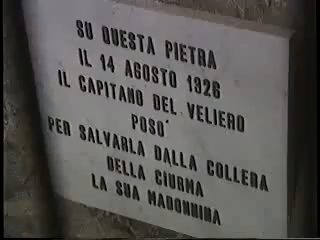 SU QUESTA PIETRA
IL 14 AGOSTO 1926
IL CAPITANO DEL VELIERO
POSO'
PER SALVARLA DALLA COLLERA
DELLA CIURMA
LA SUA MADONNINA